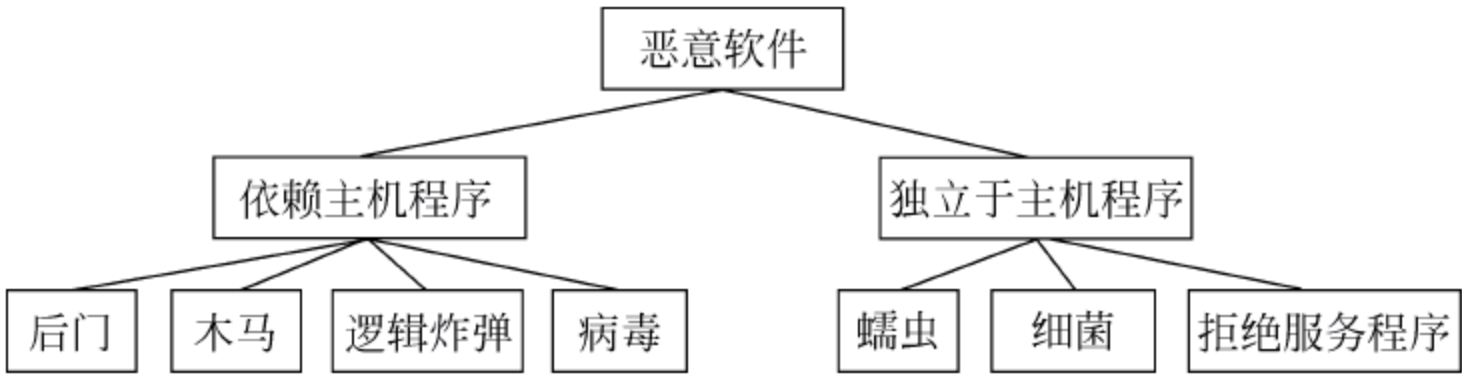 恶意软件
依赖主机程序
独立于主机程序
后门
木马
逻辑炸弹
病毒
蠕虫
细菌
拒绝服务程序